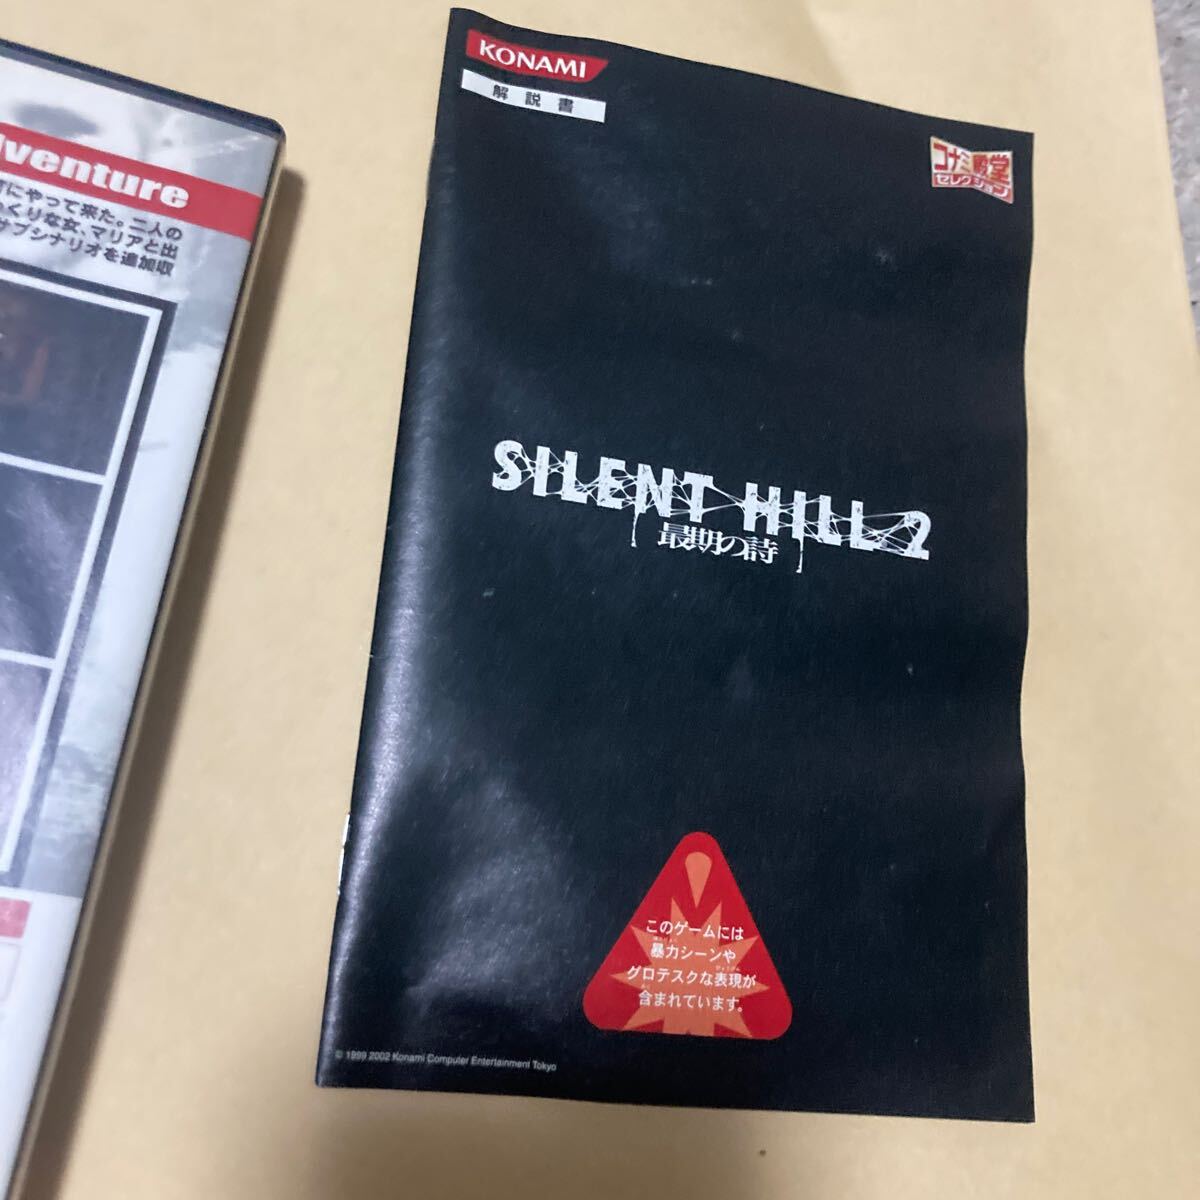 dventure
にやって来た。二人の
くりな女、マリアと出
サブシナリオを追加収
KONAMI
解説書
コナミ殿堂
セレクション
SILENT HILL 2
最期の詩
このゲームには
暴力シーンや
グロテスクな表現が
含まれています。
© 1999 2002 Konami Computer Entertainment Tokyo